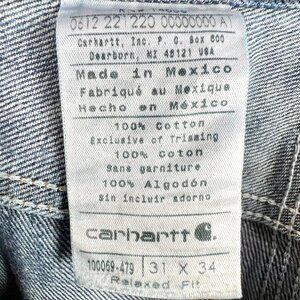 0612 221 220 00000000 A1
Carhartt, Inc. P. O. Box 600
Dearborn, MI 48121 USA
Made in Mexico
Fabriqué au Mexique
Hecho en México
100% Cotton
Exclusive of Trimming
100% Coton
Sans garniture
100% Algodón
sin incluir adorno
carhartt
100069-479
31 X 34
Relaxed Fit